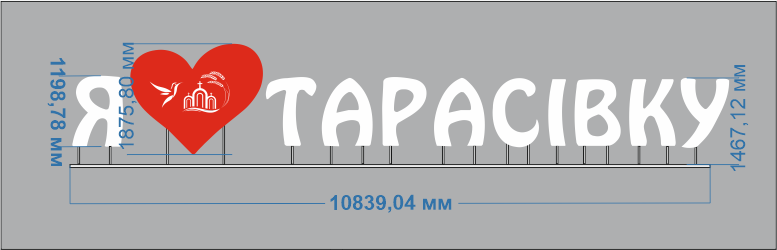 Я ТАРАСІВКУ
1198,78 мм
1875,80 мм
1467,12 мм
10839,04 мм